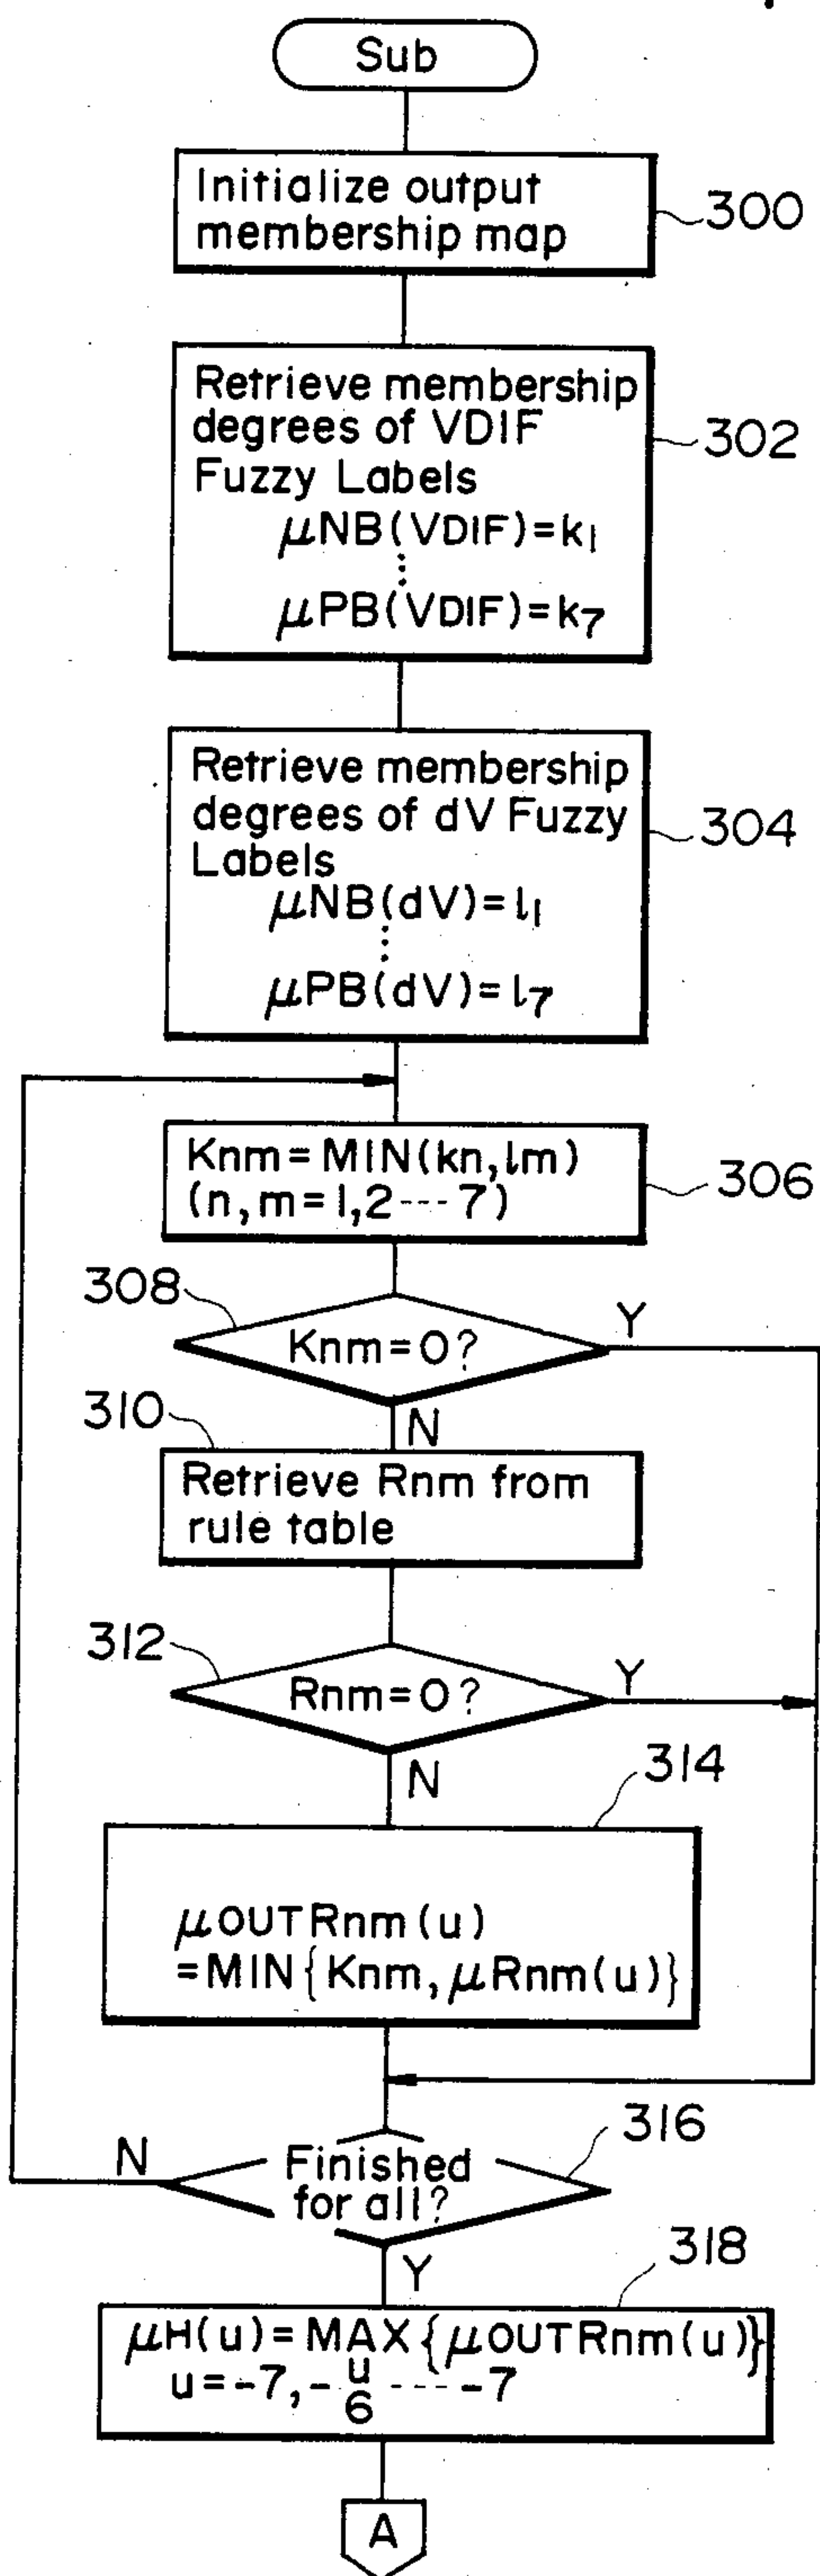 Sub
Initialize output
membership map
300
Retrieve membership
degrees of VDIF
Fuzzy Labels
μNB(VDIF)=k1
⋮
μPB(VDIF)=k7
302
Retrieve membership
degrees of dV Fuzzy
Labels
μNB(dV)=l1
⋮
μPB(dV)=l7
304
Knm=MIN(kn,lm)
(n,m=1,2---7)
306
308
Knm=0?
Y
N
310
Retrieve Rnm from
rule table
312
Rnm=0?
Y
N
314
μOUTRnm(u)
=MIN{Knm,μRnm(u)}
316
N
Finished
for all?
Y
318
μH(u)=MAX{μOUTRnm(u)}
u
u=-7,-6-----7
A